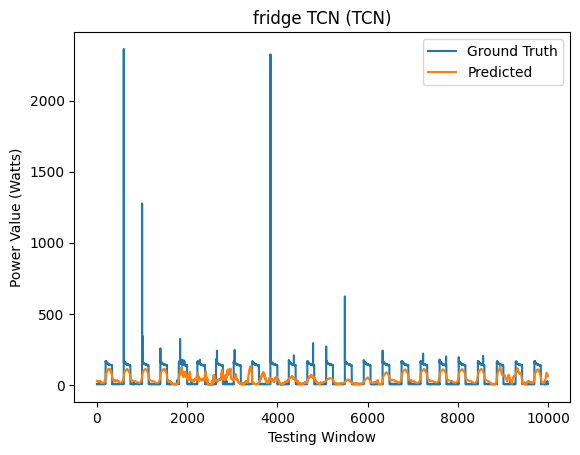 fridge TCN (TCN)
Ground Truth
Predicted
Power Value (Watts)
2000
1500
1000
500
0
0
2000
4000
6000
8000
10000
Testing Window